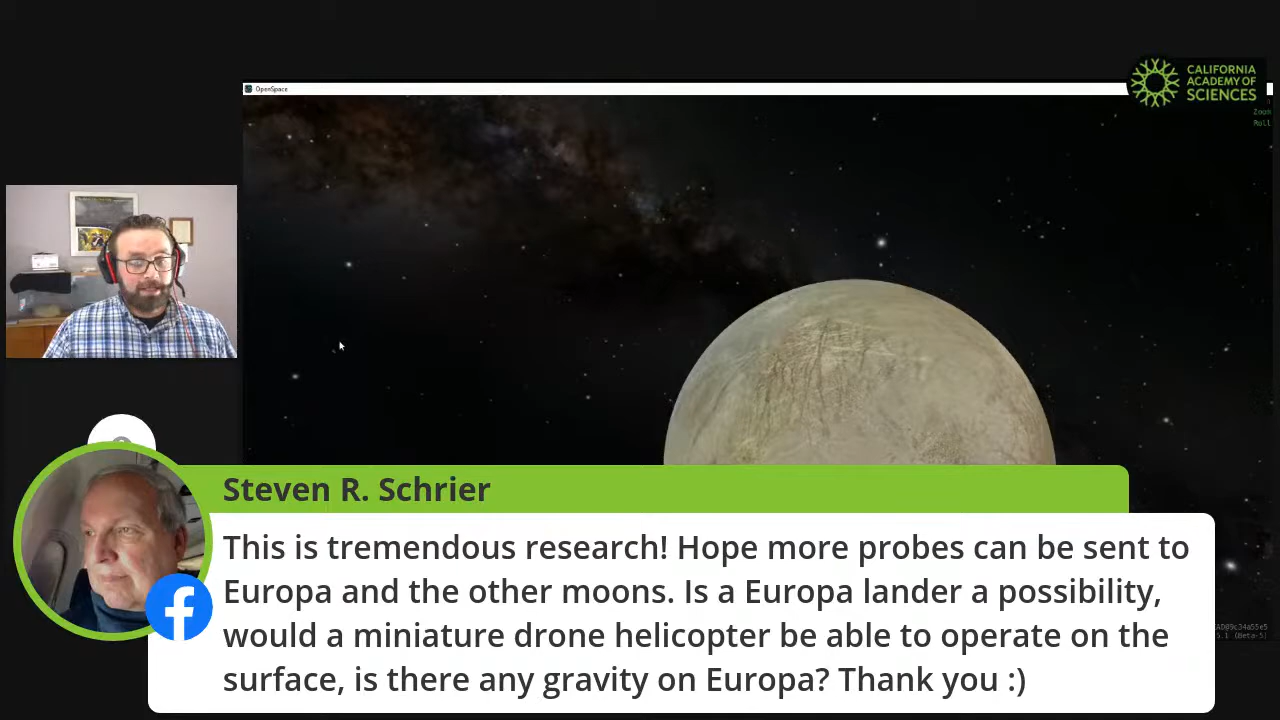 OpenSpace
CALIFORNIA
ACADEMY OF
SCIENCES
Zoom
Roll
Steven R. Schrier
This is tremendous research! Hope more probes can be sent to
Europa and the other moons. Is a Europa lander a possibility,
would a miniature drone helicopter be able to operate on the
surface, is there any gravity on Europa? Thank you :)